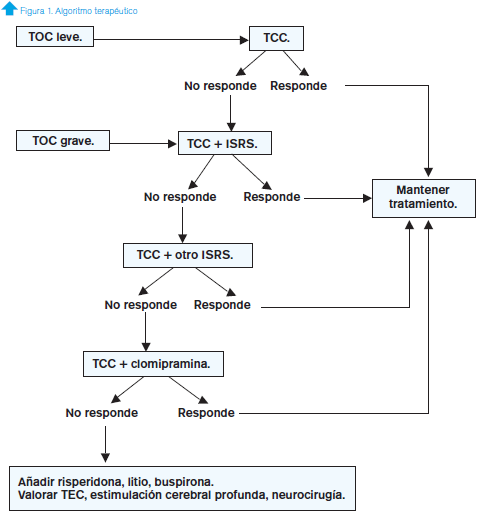 Figura 1. Algoritmo terapéutico
TOC leve.
TCC.
No responde
Responde
TOC grave.
TCC + ISRS.
No responde
Responde
Mantener
tratamiento.
TCC + otro ISRS.
No responde
Responde
TCC + clomipramina.
No responde
Responde
Añadir risperidona, litio, buspirona.
Valorar TEC, estimulación cerebral profunda, neurocirugía.